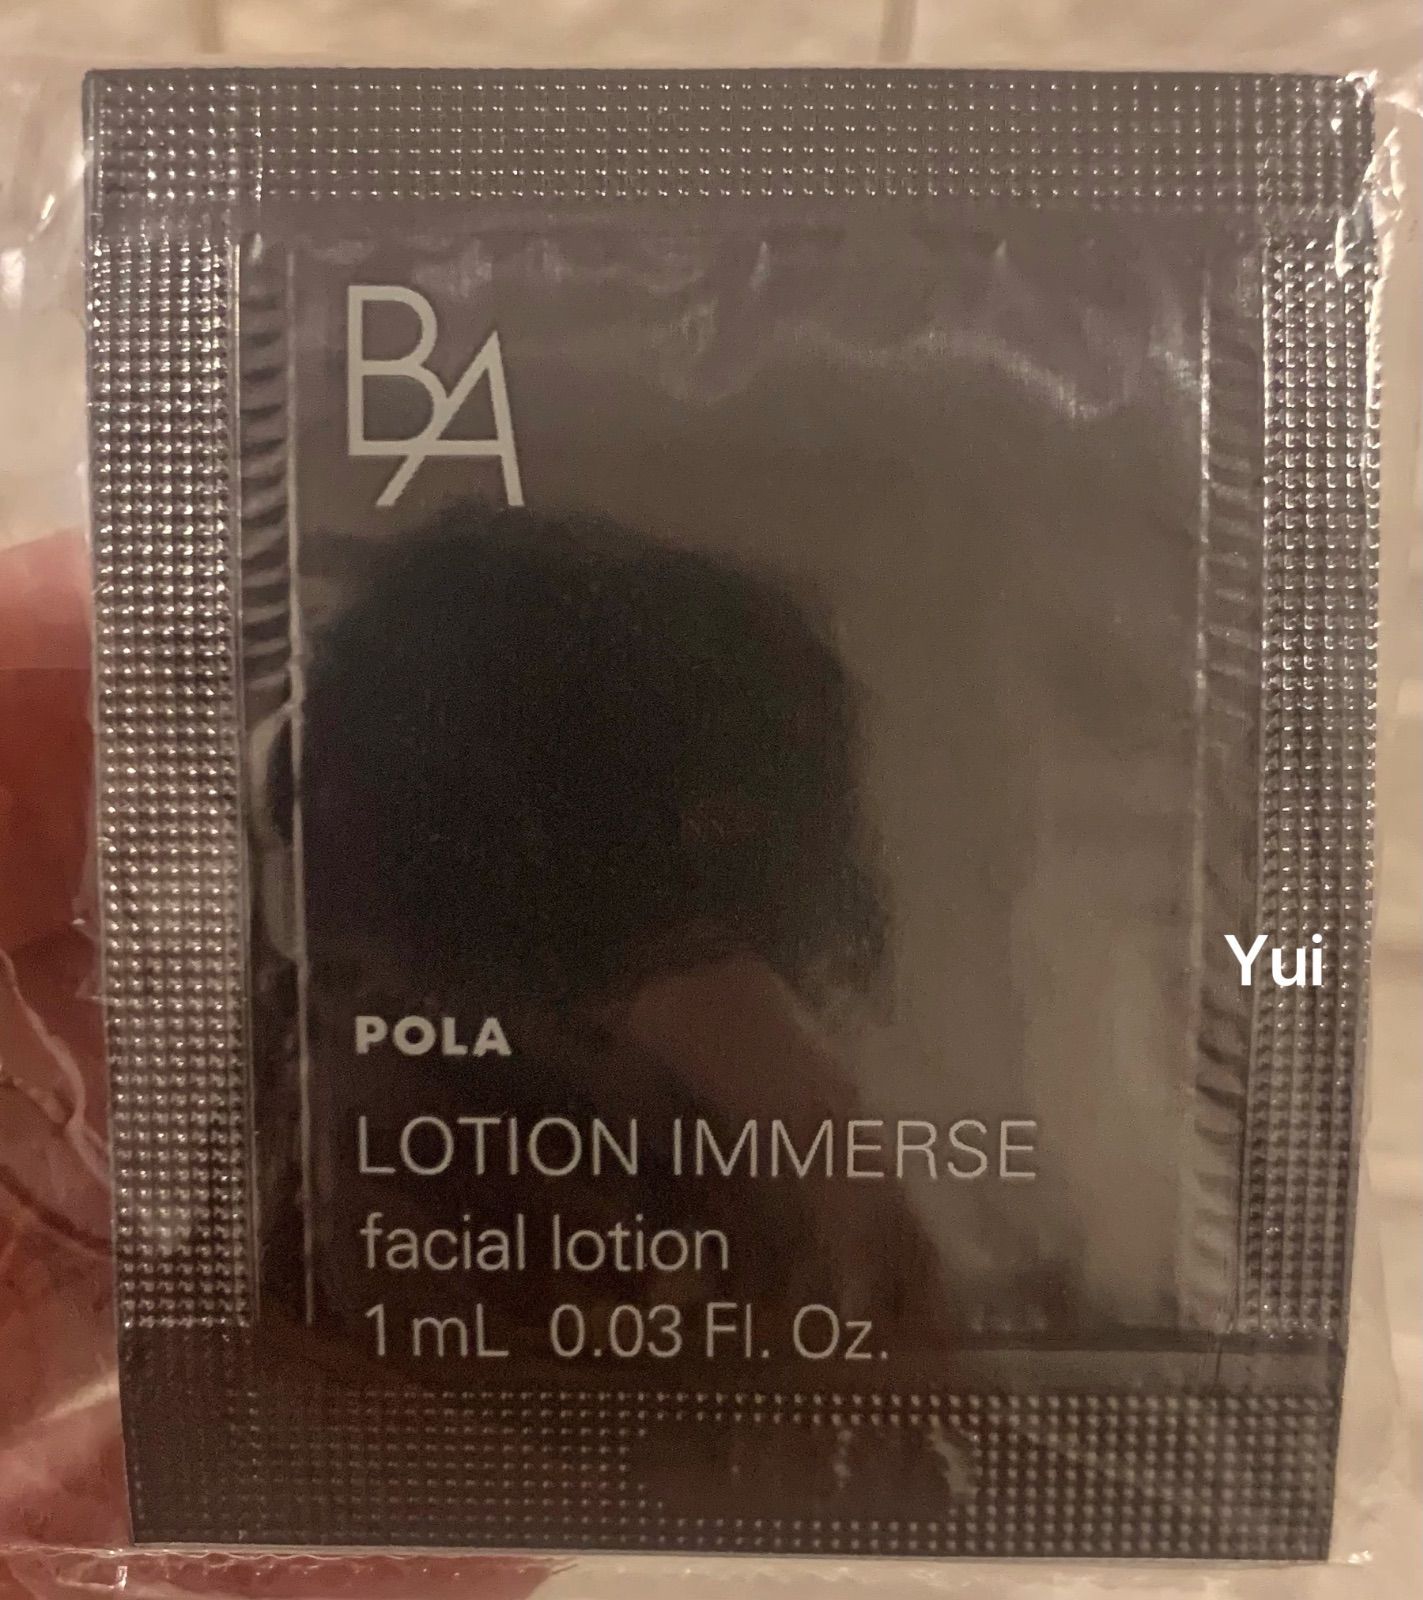 BA
Yui
POLA
LOTION IMMERSE
facial lotion
1 mL 0.03 Fl. Oz.